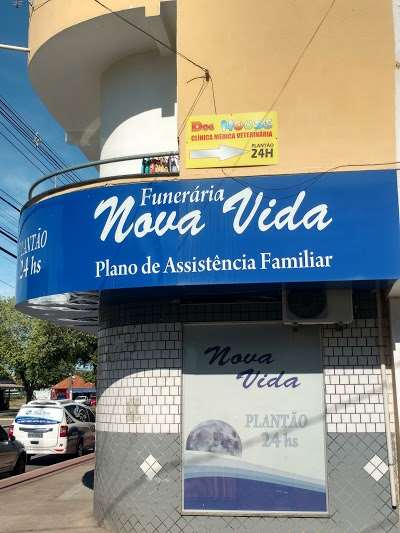 CLÍNICA MÉDICA VETERINÁRIA
PLANTÃO
24H
Funerária
Nova Vida
Plano de Assistência Familiar
PLANTÃO
24 hs
Nova
Vida
PLANTÃO
24 hs